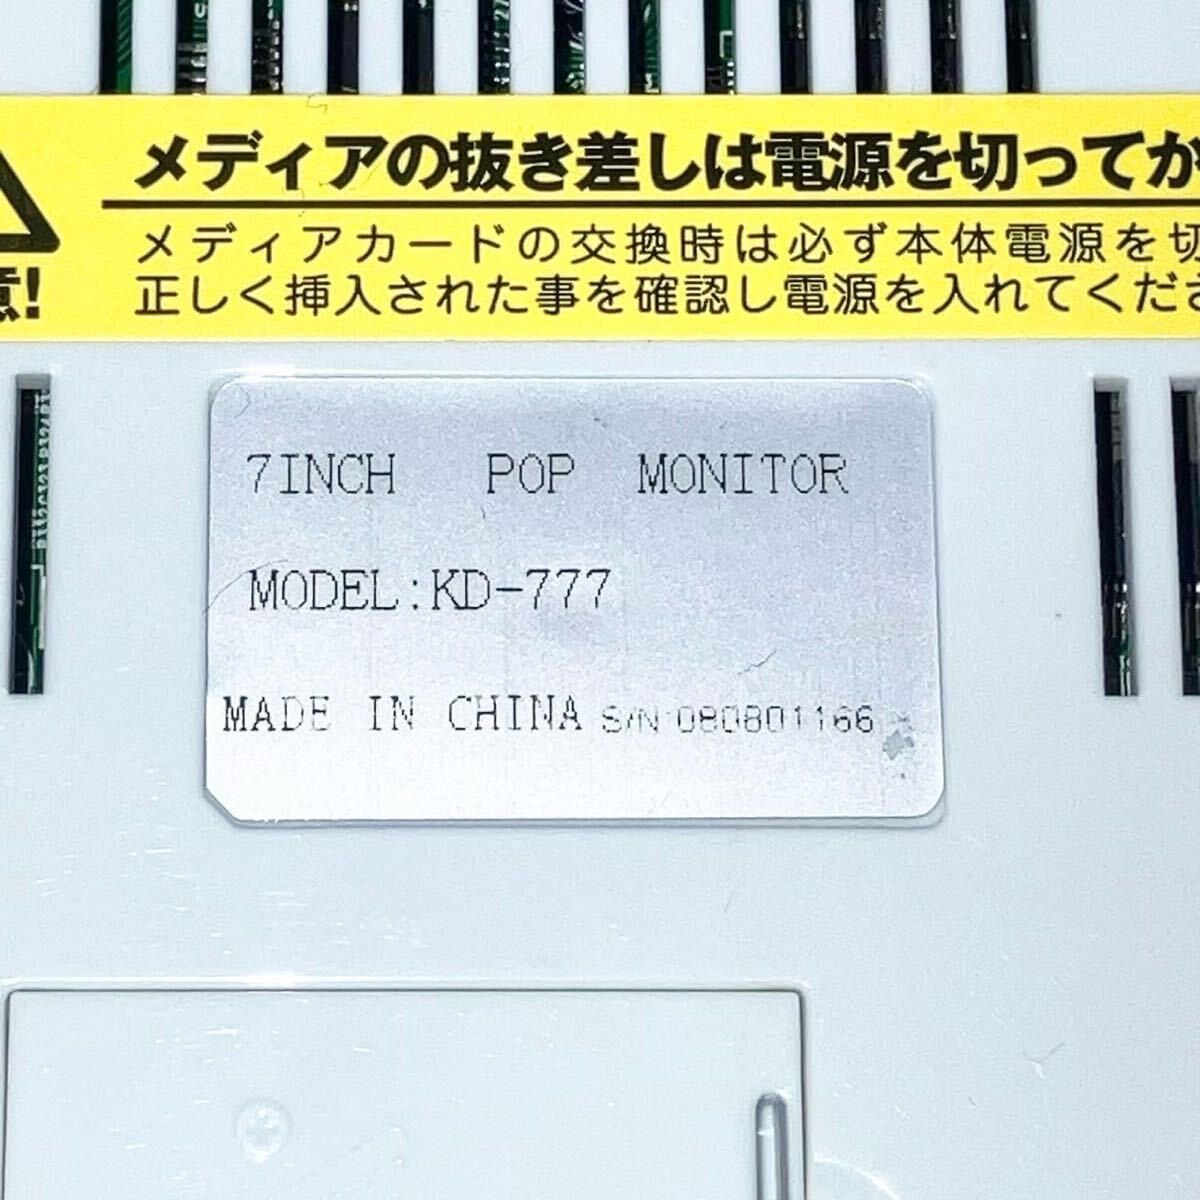 メディアの抜き差しは電源を切ってか
メディアカードの交換時は必ず本体電源を切
意!
正しく挿入された事を確認し電源を入れてくださ
7INCH POP MONITOR
MODEL:KD-777
MADE IN CHINA S/N:080801166